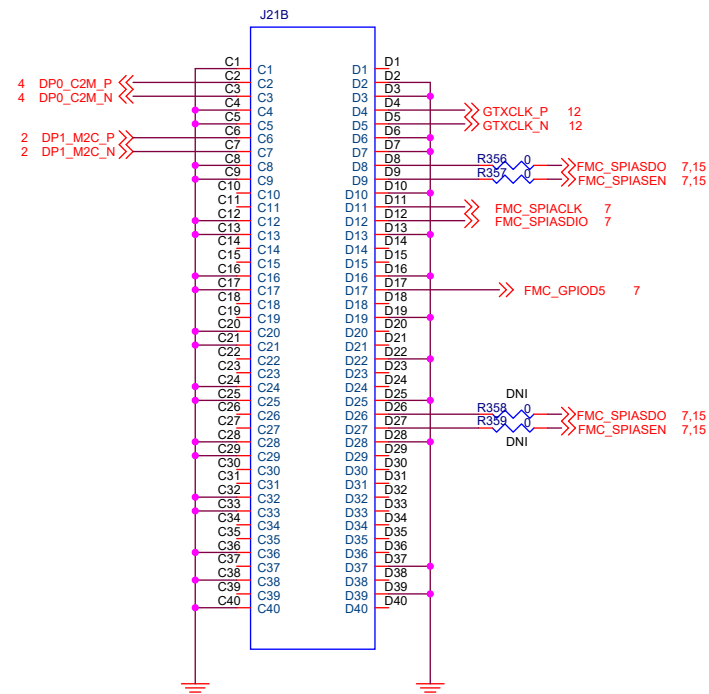 J21B
C1 C1 D1 D1
4 DP0_C2M_P C2 C2 D2 D2
4 DP0_C2M_N C3 C3 D3 D3
C4 C4 D4 D4 GTXCLK_P 12
C5 C5 D5 D5 GTXCLK_N 12
2 DP1_M2C_P C6 C6 D6 D6
2 DP1_M2C_N C7 C7 D7 D7
C8 C8 D8 D8 R356 0 FMC_SPIASDO 7,15
C9 C9 D9 D9 R357 0 FMC_SPIASEN 7,15
C10 C10 D10 D10
C11 C11 D11 D11 FMC_SPIACLK 7
C12 C12 D12 D12 FMC_SPIASDIO 7
C13 C13 D13 D13
C14 C14 D14 D14
C15 C15 D15 D15
C16 C16 D16 D16
C17 C17 D17 D17 FMC_GPIOD5 7
C18 C18 D18 D18
C19 C19 D19 D19
C20 C20 D20 D20
C21 C21 D21 D21
C22 C22 D22 D22
C23 C23 D23 D23
C24 C24 D24 D24
C25 C25 D25 D25 DNI
C26 C26 D26 D26 R358 0 FMC_SPIASDO 7,15
C27 C27 D27 D27 R359 0 FMC_SPIASEN 7,15
C28 C28 D28 D28 DNI
C29 C29 D29 D29
C30 C30 D30 D30
C31 C31 D31 D31
C32 C32 D32 D32
C33 C33 D33 D33
C34 C34 D34 D34
C35 C35 D35 D35
C36 C36 D36 D36
C37 C37 D37 D37
C38 C38 D38 D38
C39 C39 D39 D39
C40 C40 D40 D40